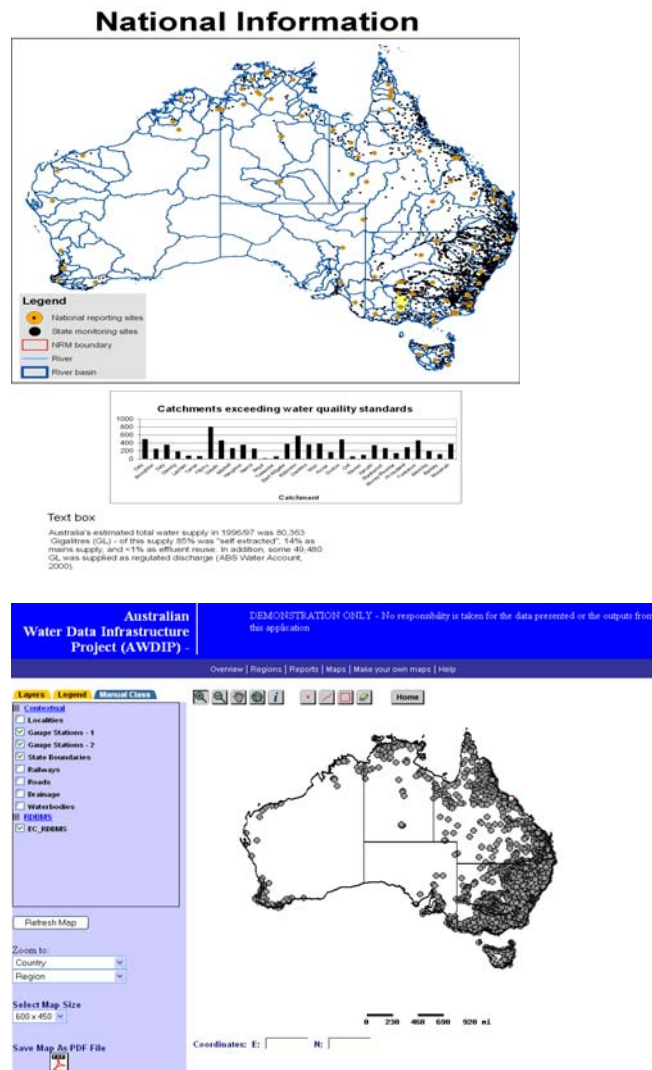 National Information
Legend
National reporting sites
State monitoring sites
NRM boundary
River
River basin
Catchments exceeding water quaility standards
1000
800
600
400
200
0
Catchment
Text box
Australia's estimated total water supply in 1996/97 was 80,363
Gigalitres (GL) - of this supply 85% was "self extracted", 14% as
mains supply, and <1% as effluent reuse. In addition, some 49,480
GL was supplied as regulated discharge (ABS Water Account,
2000).
Australian
Water Data Infrastructure
Project (AWDIP) -
DEMONSTRATION ONLY - No responsibility is taken for the data presented or the outputs from
this application
Overview | Regions | Reports | Maps | Make your own maps | Help
Layers Legend Manual Class
Home
Contextual
Localities
Gauge Stations - 1
Gauge Stations - 2
State Boundaries
Railways
Roads
Drainage
Waterbodies
RDBMS
EC_RDBMS
Refresh Map
Zoom to:
Country
Region
Select Map Size
600 x 450
Save Map As PDF File
0 230 460 690 920 mi
Coordinates: E: N: